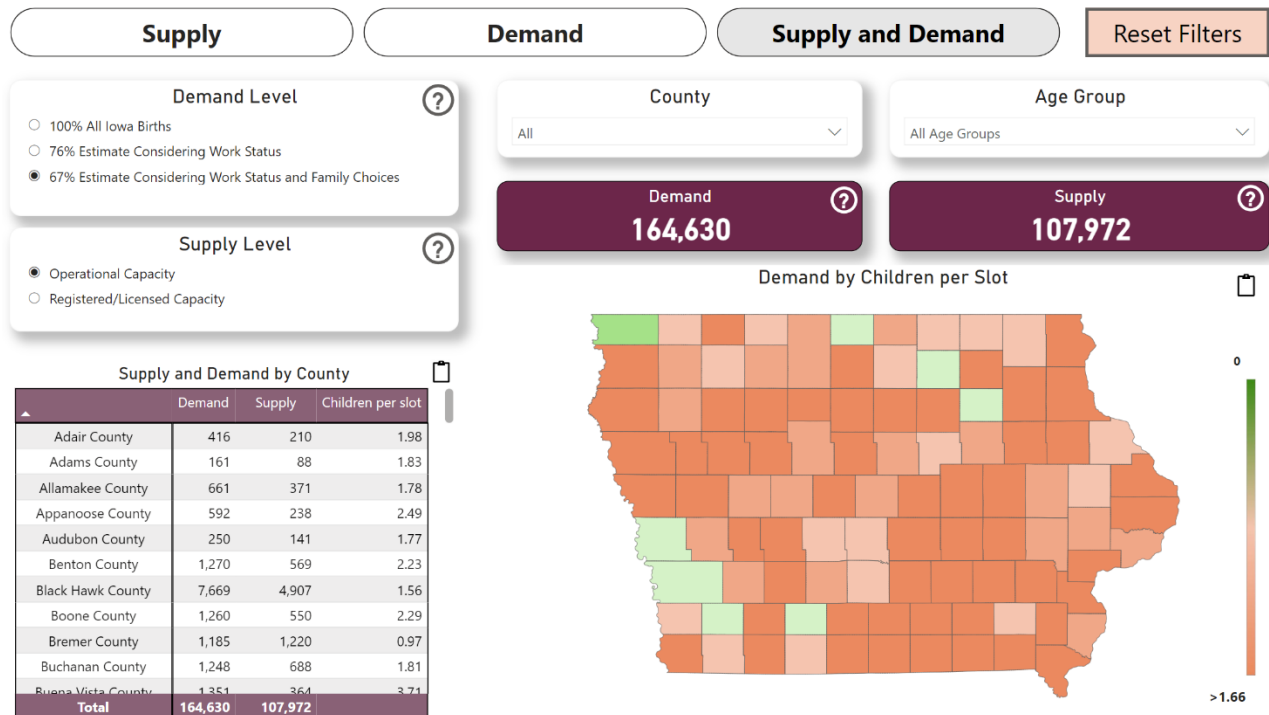 Supply
Demand
Supply and Demand
Reset Filters
Demand Level
?
100% All Iowa Births
76% Estimate Considering Work Status
67% Estimate Considering Work Status and Family Choices
Supply Level
?
Operational Capacity
Registered/Licensed Capacity
County
All
Age Group
All Age Groups
Demand
?
164,630
Supply
?
107,972
Supply and Demand by County
Demand Supply Children per slot
Adair County 416 210 1.98
Adams County 161 88 1.83
Allamakee County 661 371 1.78
Appanoose County 592 238 2.49
Audubon County 250 141 1.77
Benton County 1,270 569 2.23
Black Hawk County 7,669 4,907 1.56
Boone County 1,260 550 2.29
Bremer County 1,185 1,220 0.97
Buchanan County 1,248 688 1.81
Buena Vista County 1,351 364 3.71
Total 164,630 107,972
Demand by Children per Slot
0
>1.66